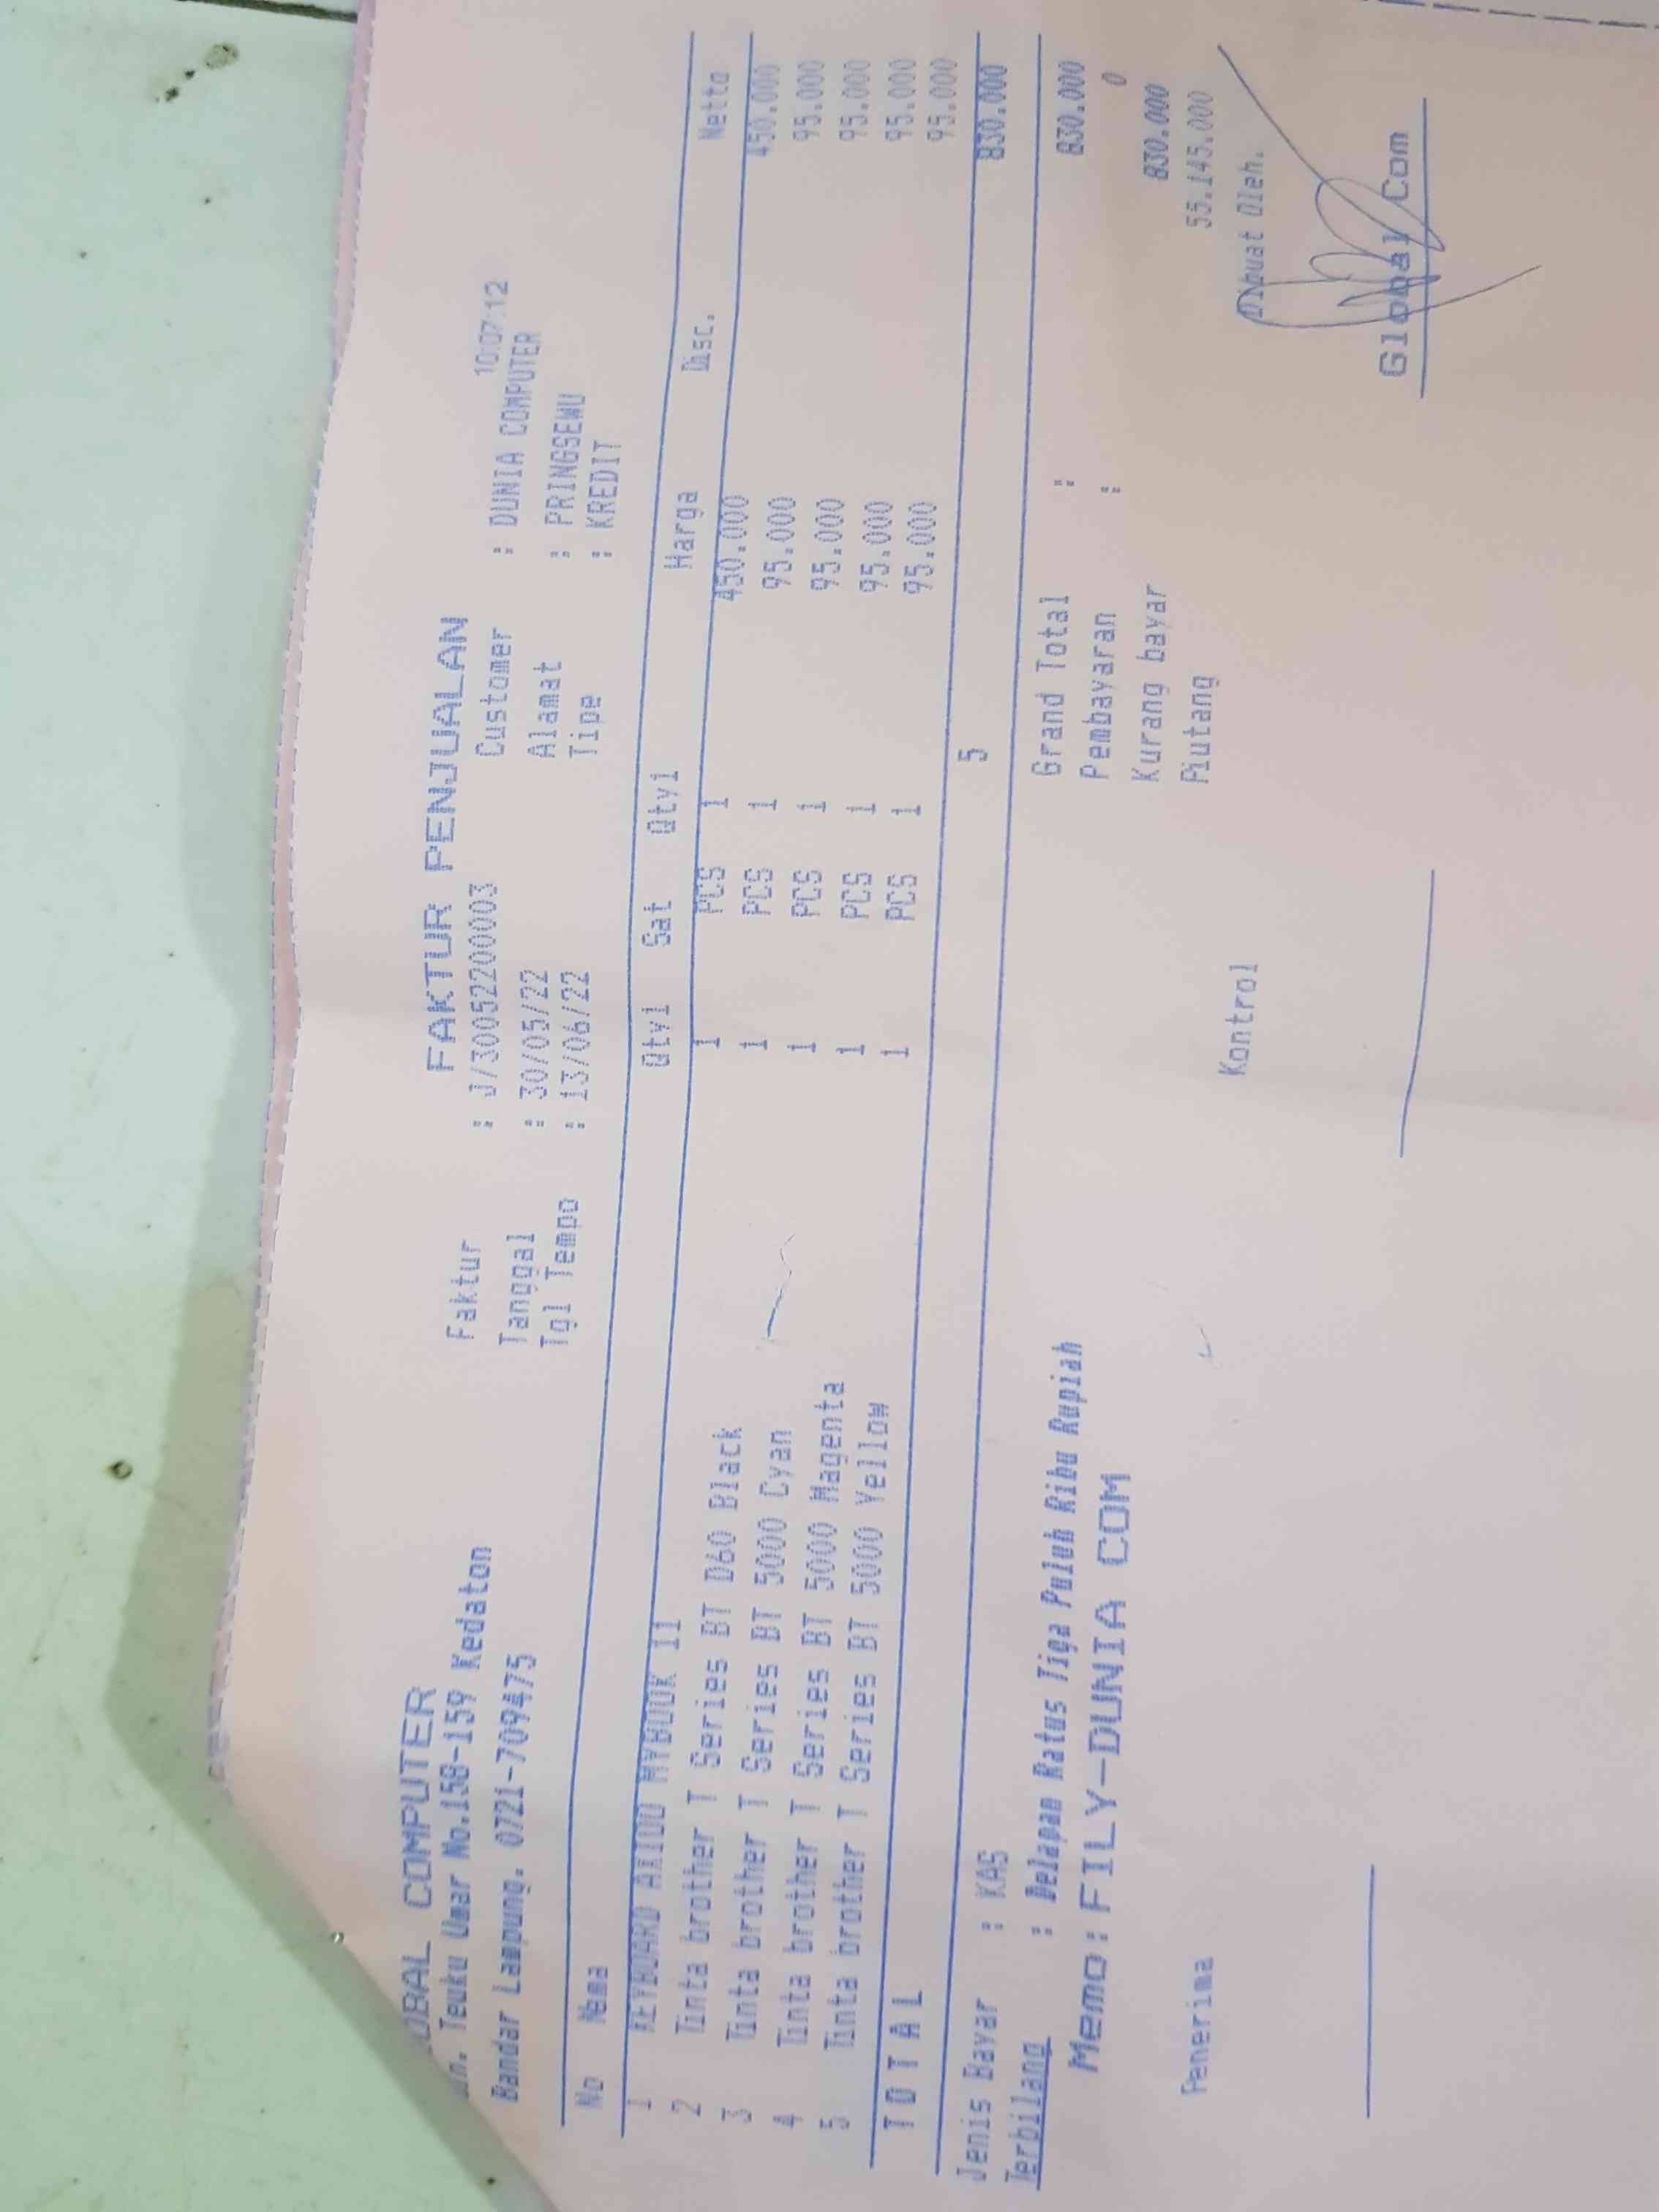 OBAL COMPUTER
Jln. Teuku Umar No.158-159 Kedaton
Bandar Lampung. 0721-709475
FAKTUR PENJUALAN
Faktur : J/30052200003
Tanggal : 30/05/22
Tgl Tempo : 13/06/22
10:07:12
Customer : DUNIA COMPUTER
Alamat : PRINGSEWU
Tipe : KREDIT
No Nama Qty1 Sat Qty1 Harga Disc. Netto
1 KEYBOARD AXIOO MYBOOK 11 1 PCS 1 450.000 450.000
2 Tinta brother T Series BT D60 Black 1 PCS 1 95.000 95.000
3 Tinta brother T Series BT 5000 Cyan 1 PCS 1 95.000 95.000
4 Tinta brother T Series BT 5000 Magenta 1 PCS 1 95.000 95.000
5 Tinta brother T Series BT 5000 Yellow 1 PCS 1 95.000 95.000
TOTAL 5 830.000
Jenis Bayar : KAS
Terbilang : Delapan Ratus Tiga Puluh Ribu Rupiah
Memo: FILY-DUNIA COM
Grand Total : 830.000
Pembayaran : 0
Kurang bayar 830.000
Piutang 55.145.000
Penerima Kontrol Dibuat Oleh.
Global Com